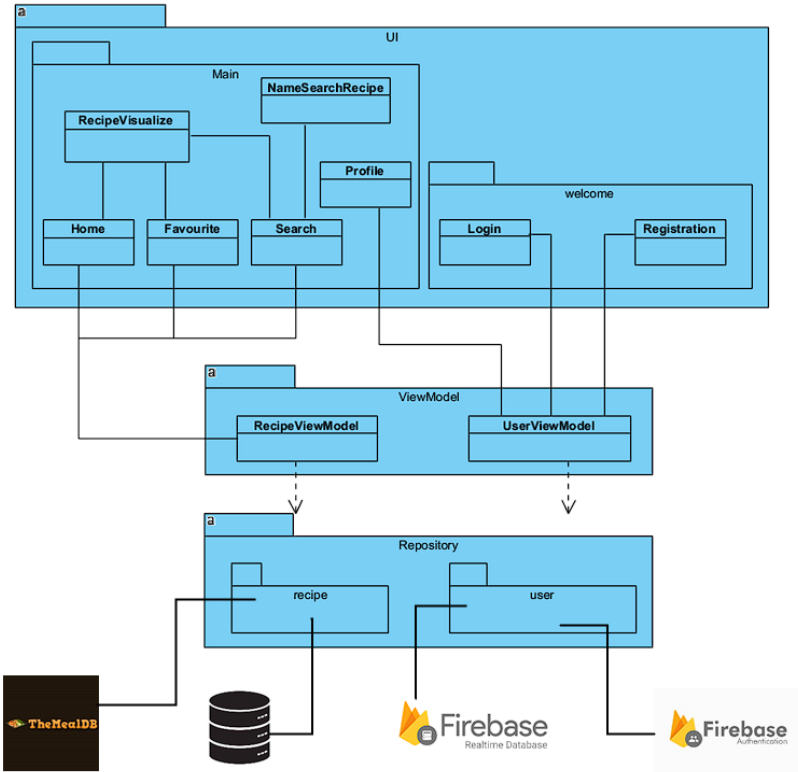 a
UI
Main
NameSearchRecipe
RecipeVisualize
Profile
welcome
Home
Favourite
Search
Login
Registration
a
ViewModel
RecipeViewModel
UserViewModel
a
Repository
recipe
user
TheMealDB
Firebase
Realtime Database
Firebase
Authentication